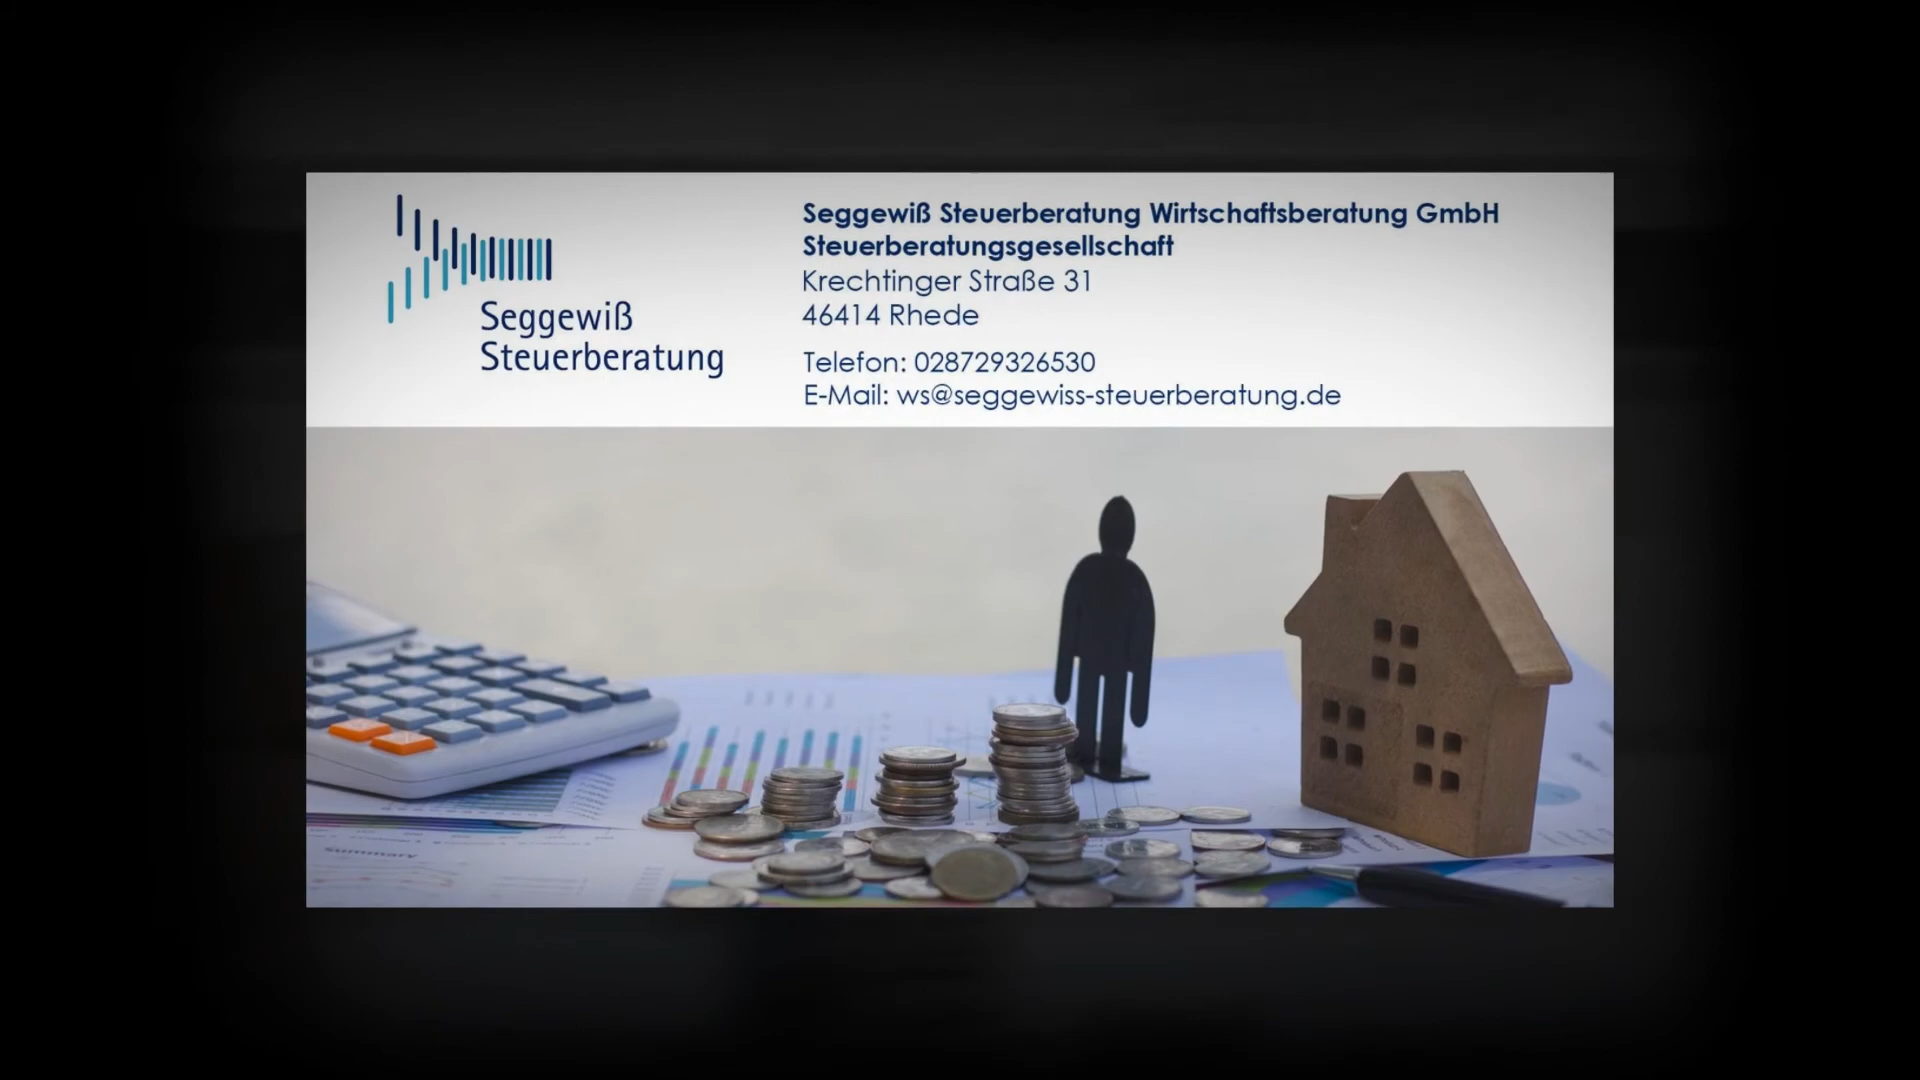 Seggewiß
Steuerberatung
Seggewiß Steuerberatung Wirtschaftsberatung GmbH
Steuerberatungsgesellschaft
Krechtinger Straße 31
46414 Rhede
Telefon: 028729326530
E-Mail: ws@seggewiss-steuerberatung.de
Summary